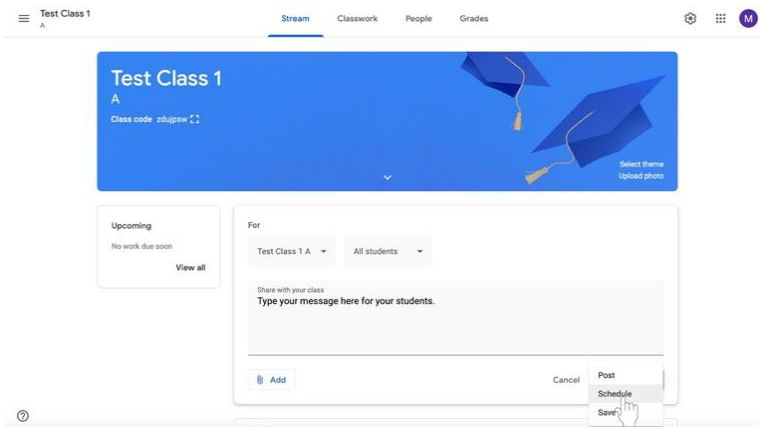 Test Class 1
A
Stream
Classwork
People
Grades
M
Test Class 1
A
Class code zdujpsw
Select theme
Upload photo
Upcoming
No work due soon
View all
For
Test Class 1 A
All students
Share with your class
Type your message here for your students.
Add
Cancel
Post
Schedule
Save